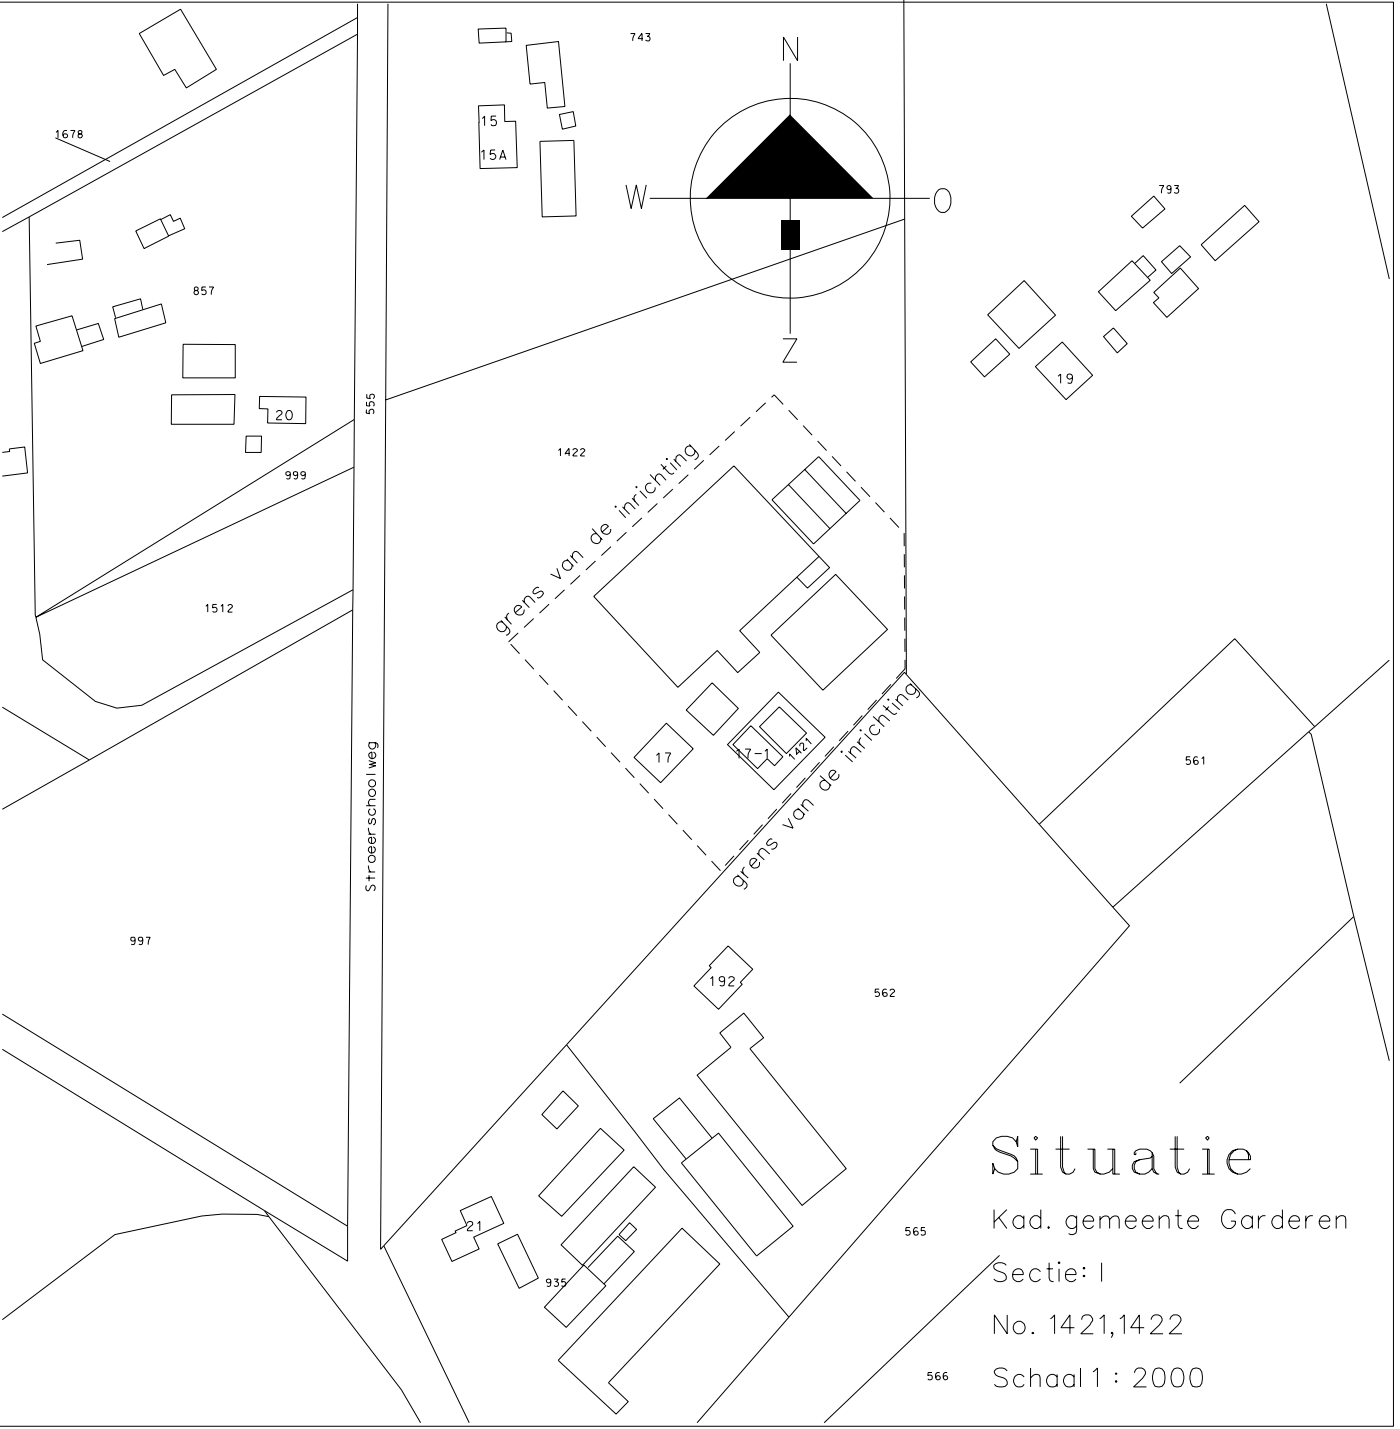 743
N
1678
15
15A
W
O
793
857
Z
19
555
20
1422
999
grens van de inrichting
1512
17
17-1
1421
grens van de inrichting
561
Stroeerschoolweg
997
192
562
21
935
565
566
Situatie
Kad. gemeente Garderen
Sectie: I
No. 1421,1422
Schaal 1 : 2000